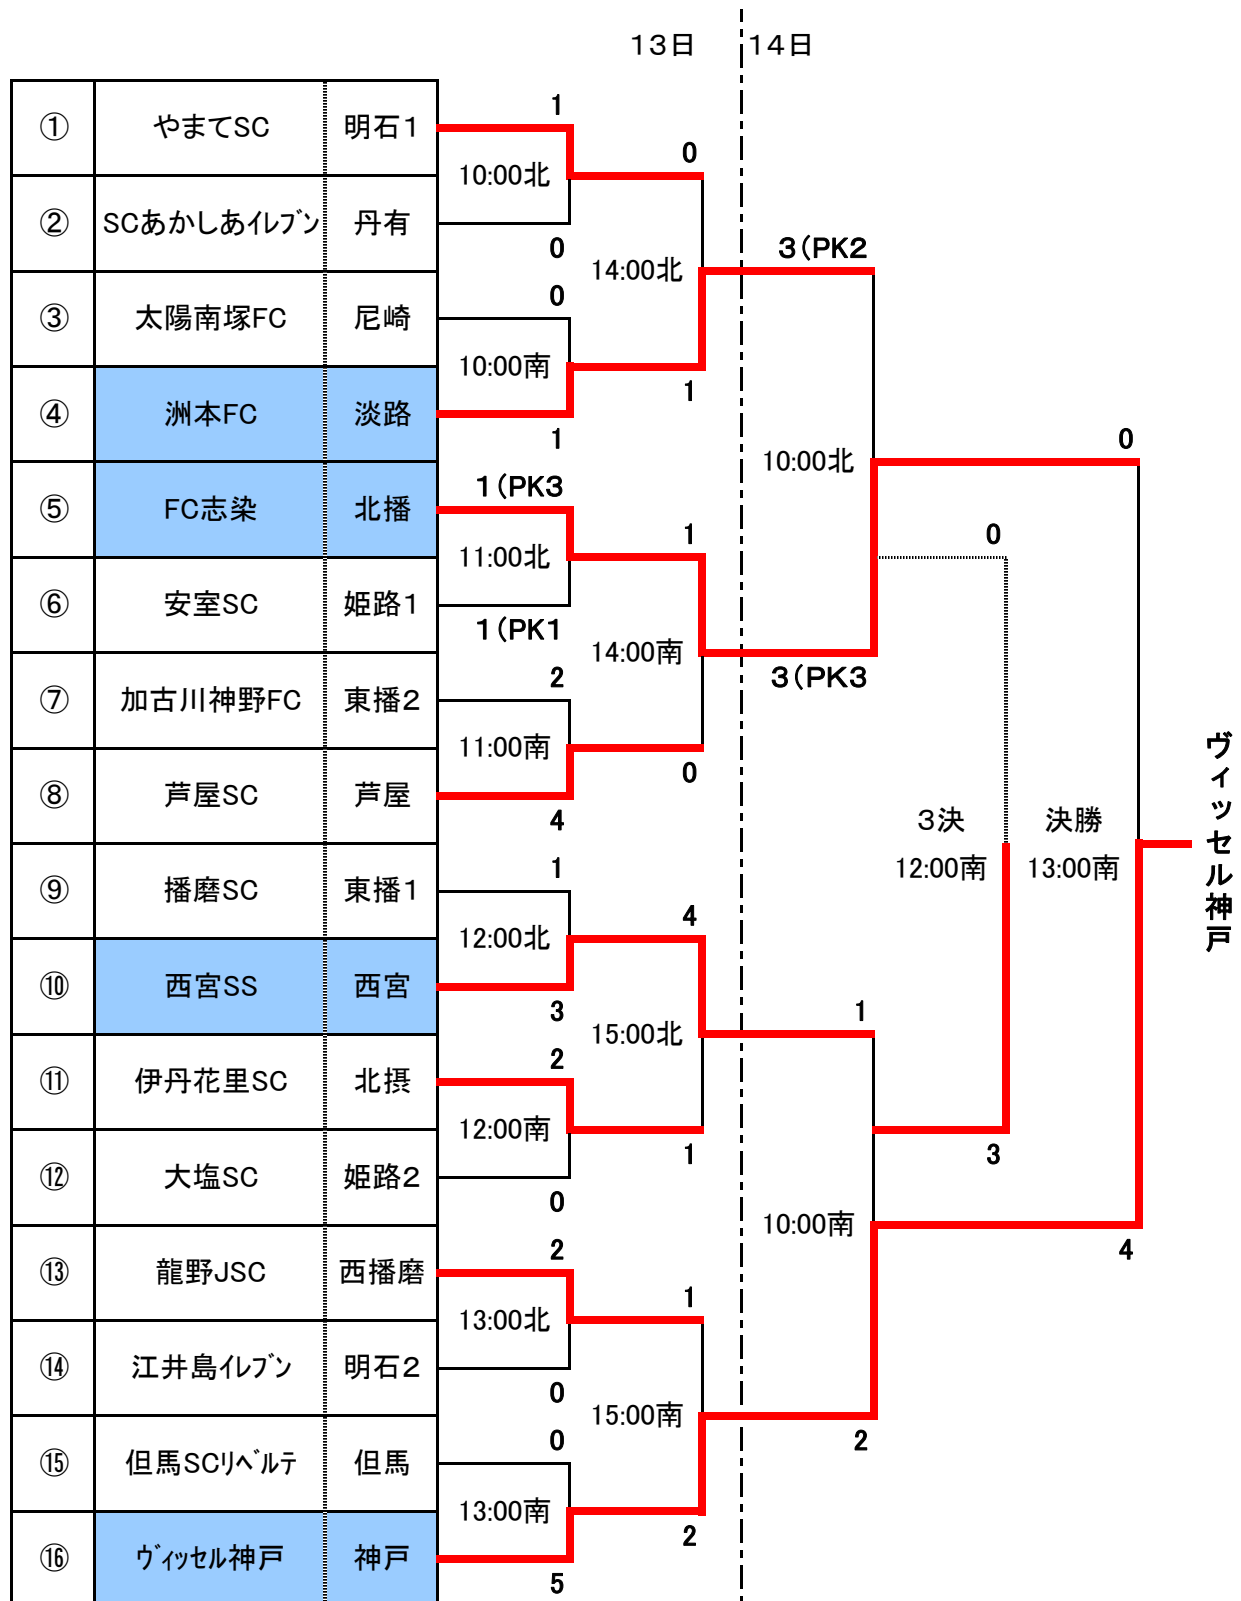 13日 14日
① やまてSC 明石1
② SCあかしあイレブン 丹有
③ 太陽南塚FC 尼崎
④ 洲本FC 淡路
⑤ FC志染 北播
⑥ 安室SC 姫路1
⑦ 加古川神野FC 東播2
⑧ 芦屋SC 芦屋
⑨ 播磨SC 東播1
⑩ 西宮SS 西宮
⑪ 伊丹花里SC 北摂
⑫ 大塩SC 姫路2
⑬ 龍野JSC 西播磨
⑭ 江井島イレブン 明石2
⑮ 但馬SCリベルテ 但馬
⑯ ヴィッセル神戸 神戸
1
10:00北
0
0
10:00南
1
1(PK3
11:00北
1(PK1
2
11:00南
4
1
12:00北
3
2
12:00南
0
2
13:00北
0
0
13:00南
5
0
14:00北
1
1
14:00南
0
4
15:00北
1
1
15:00南
2
3(PK2
10:00北
3(PK3
1
10:00南
2
0
3決
12:00南
3
0
決勝
13:00南
4
ヴィッセル神戸